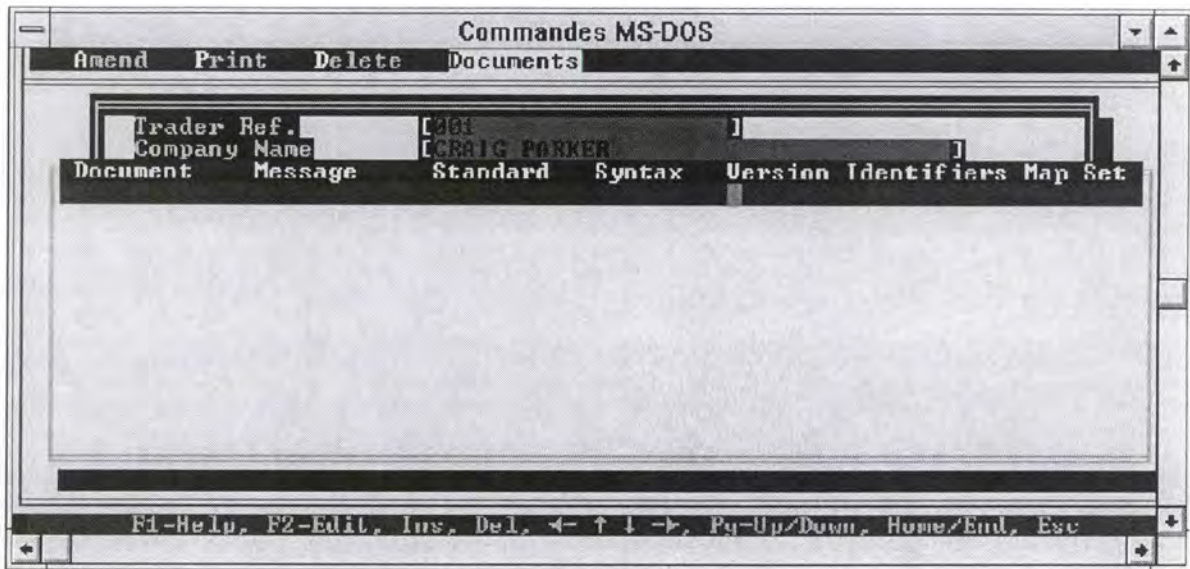 Commandes MS-DOS
Amend Print Delete Documents
Trader Ref. [001 ]
Company Name [CRAIG PARKER ]
Document Message Standard Syntax Version Identifiers Map Set
F1-Help, F2-Edit, Ins, Del, ◄- ↑ ↓ -►, Pg-Up/Down, Home/End, Esc